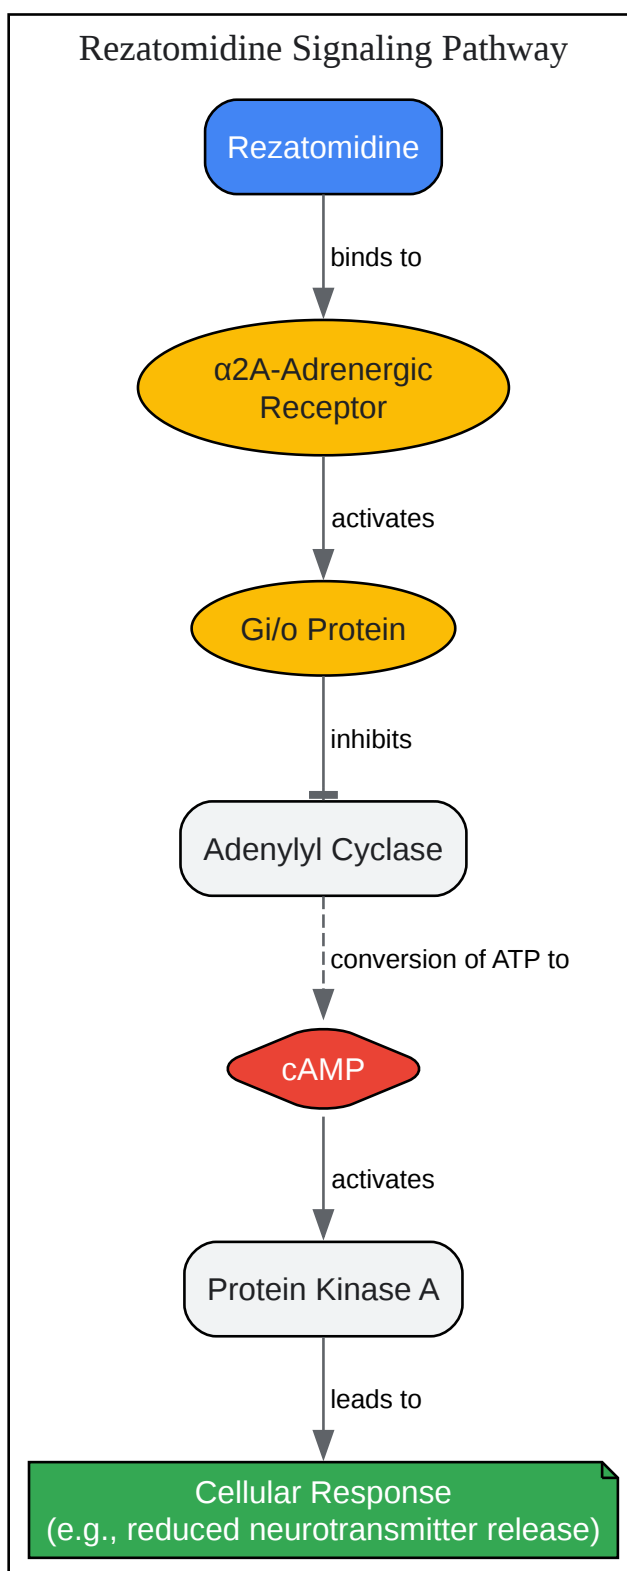 Rezatomidine Signaling Pathway
Rezatomidine
binds to
α2A-Adrenergic
Receptor
activates
Gi/o Protein
inhibits
Adenylyl Cyclase
conversion of ATP to
cAMP
activates
Protein Kinase A
leads to
Cellular Response
(e.g., reduced neurotransmitter release)